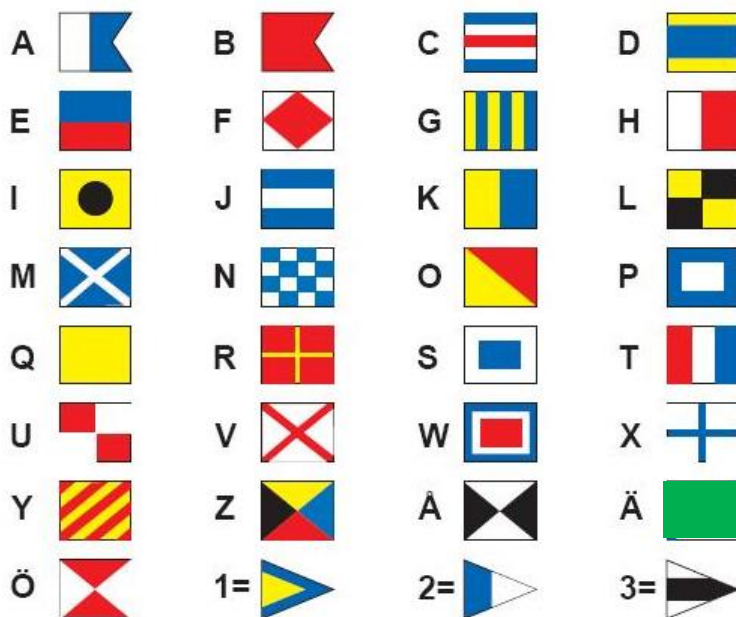 A B C D
E F G H
I J K L
M N O P
Q R S T
U V W X
Y Z Å Ä
Ö 1= 2= 3=